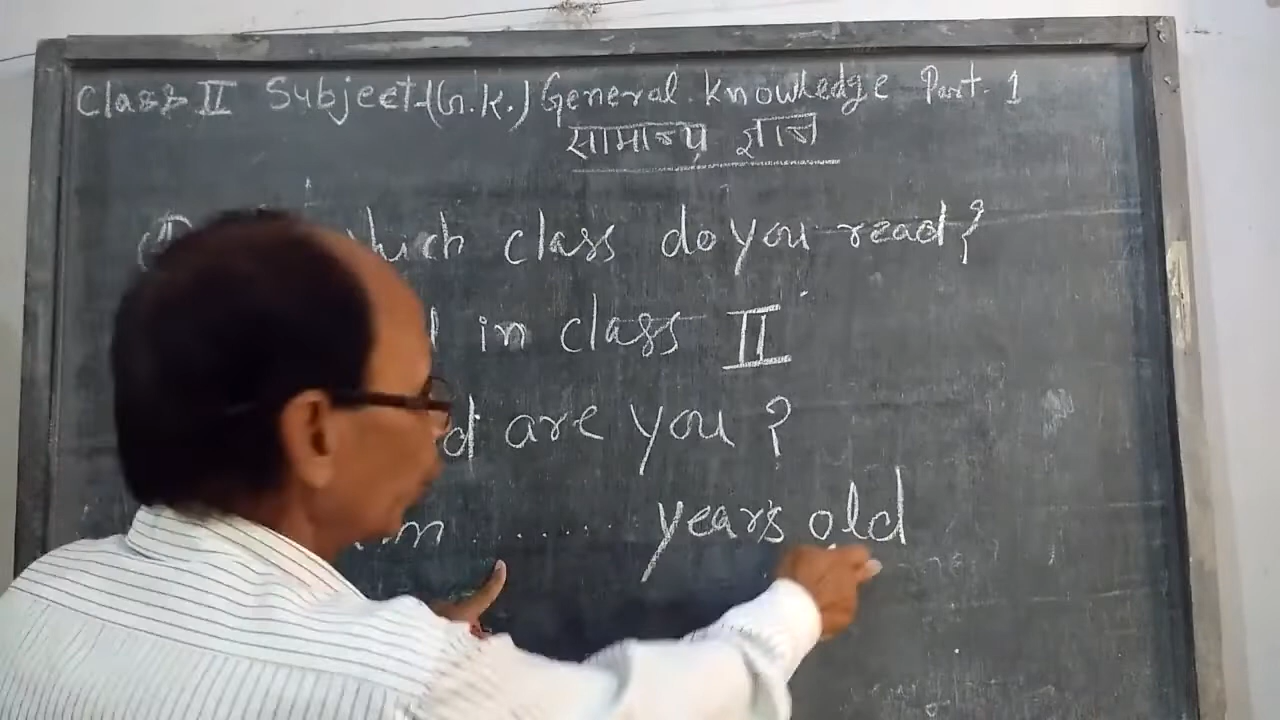 Class II Subject-(G.K.) General Knowledge Part-1
सामान्य ज्ञान
① which class do you read?
in class II
are you?
...... years old